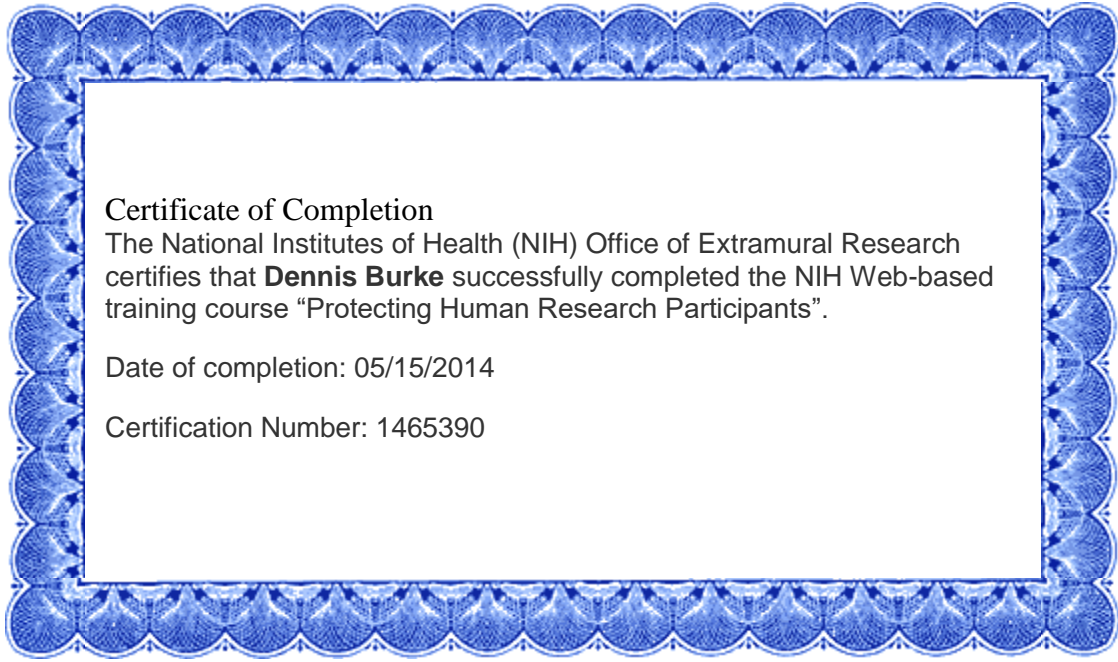 Certificate of Completion
The National Institutes of Health (NIH) Office of Extramural Research
certifies that Dennis Burke successfully completed the NIH Web-based
training course “Protecting Human Research Participants”.
Date of completion: 05/15/2014
Certification Number: 1465390